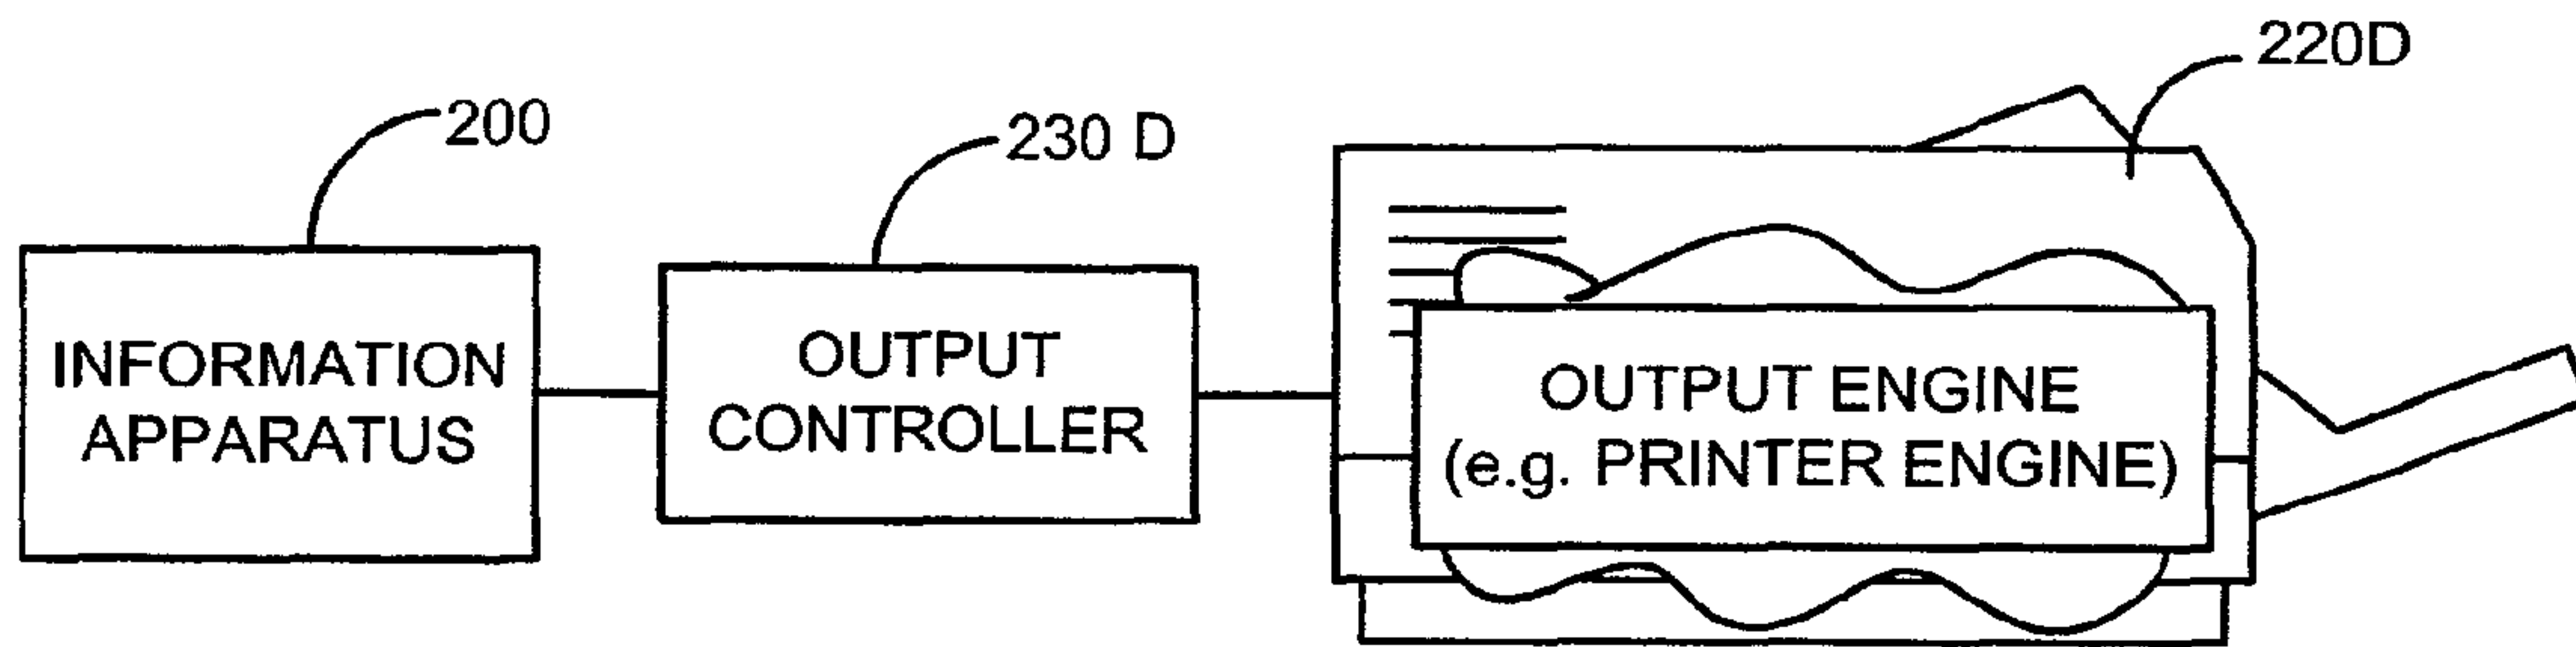 200
230 D
220D
INFORMATION
APPARATUS
OUTPUT
CONTROLLER
OUTPUT ENGINE
(e.g. PRINTER ENGINE)